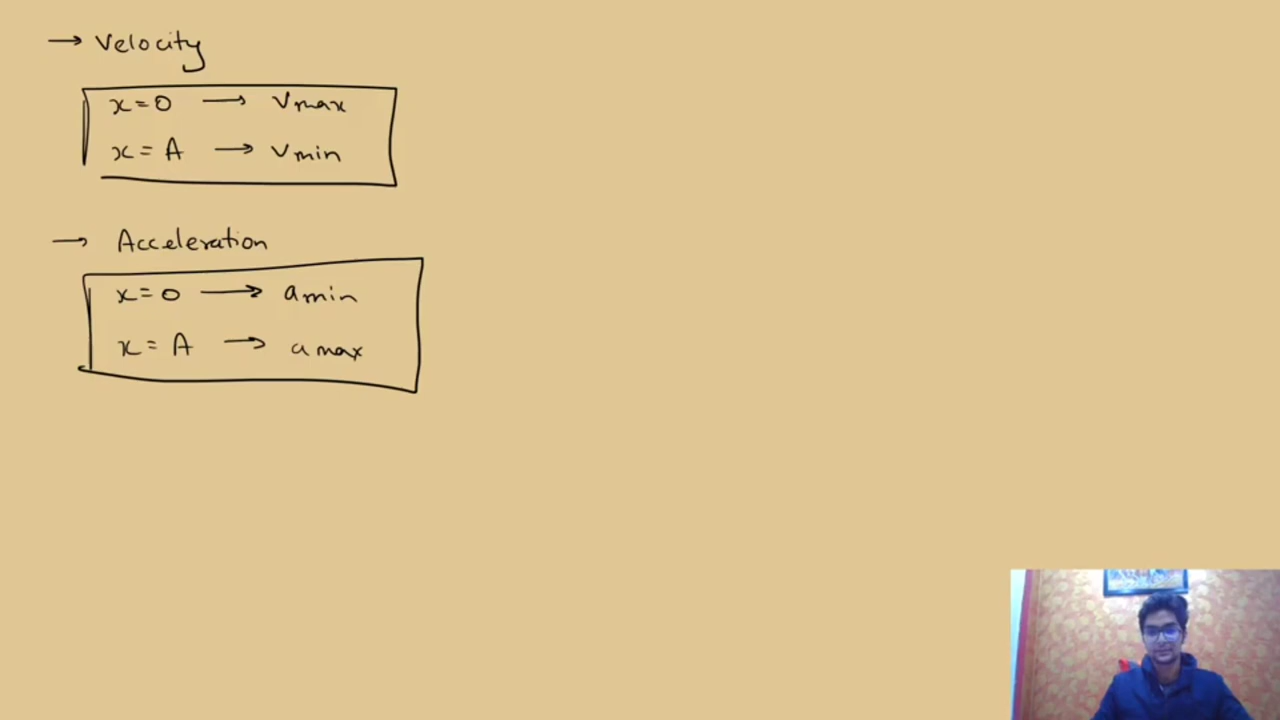 → Velocity
x=0 → vmax
x=A → vmin
→ Acceleration
x=0 → amin
x=A → amax